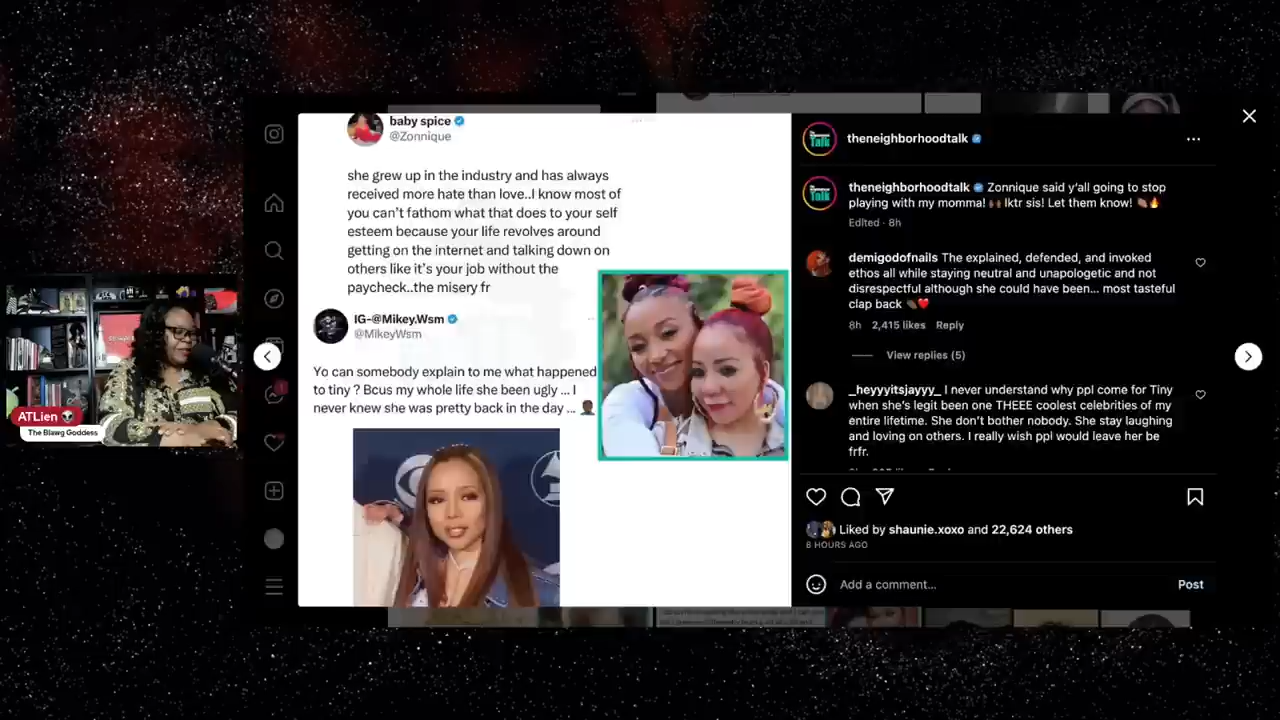 baby spice
@Zonnique
she grew up in the industry and has always
received more hate than love..I know most of
you can't fathom what that does to your self
esteem because your life revolves around
getting on the internet and talking down on
others like it's your job without the
paycheck..the misery fr
IG-@Mikey.Wsm
@MikeyWsm
Yo can somebody explain to me what happened
to tiny ? Bcus my whole life she been ugly ... I
never knew she was pretty back in the day ...
ATLien
The Blawg Goddess
theneighborhoodtalk
theneighborhoodtalk Zonnique said y'all going to stop
playing with my momma! Iktr sis! Let them know!
Edited · 8h
demigodofnails The explained, defended, and invoked
ethos all while staying neutral and unapologetic and not
disrespectful although she could have been... most tasteful
clap back
8h 2,415 likes Reply
View replies (5)
_heyyyitsjayyy_ I never understand why ppl come for Tiny
when she's legit been one THEEE coolest celebrities of my
entire lifetime. She don't bother nobody. She stay laughing
and loving on others. I really wish ppl would leave her be
frfr.
Liked by shaunie.xoxo and 22,624 others
8 HOURS AGO
Add a comment...
Post